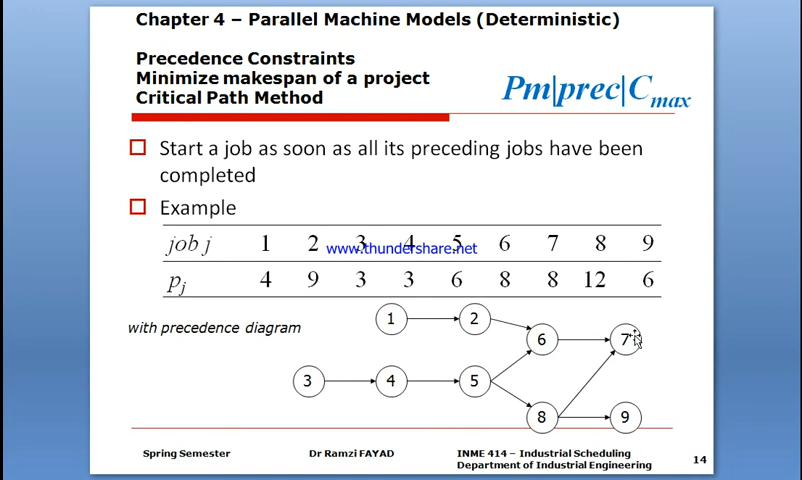 Chapter 4 – Parallel Machine Models (Deterministic)
Precedence Constraints
Minimize makespan of a project
Critical Path Method
Pm|prec|Cmax
Start a job as soon as all its preceding jobs have been
completed
Example
job j 1 2 3 4 5 6 7 8 9
www.thundershare.net
pj 4 9 3 3 6 8 8 12 6
with precedence diagram
1 2
6 7
3 4 5
8 9
Spring Semester Dr Ramzi FAYAD INME 414 – Industrial Scheduling
Department of Industrial Engineering 14